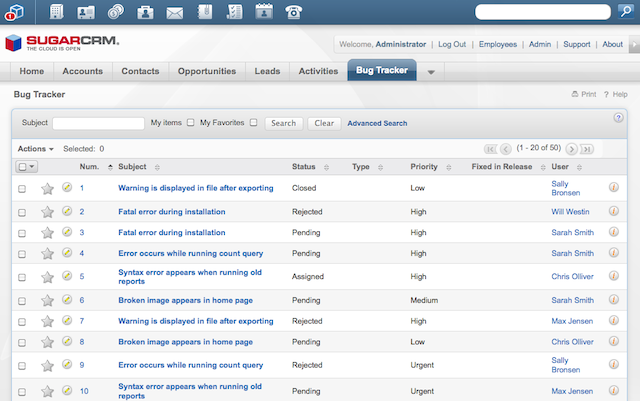 1
SUGARCRM®
THE CLOUD IS OPEN
Welcome, Administrator | Log Out | Employees | Admin | Support | About
Home Accounts Contacts Opportunities Leads Activities Bug Tracker
Bug Tracker
Print ? Help
Subject My items My Favorites Search Clear Advanced Search ?
Actions Selected: 0 (1 - 20 of 50)
Num. Subject Status Type Priority Fixed in Release User
1 Warning is displayed in file after exporting Closed Low Sally
Bronsen
2 Fatal error during installation Rejected High Will Westin
3 Fatal error during installation Pending High Sarah Smith
4 Error occurs while running count query Pending High Sarah Smith
5 Syntax error appears when running old
reports Assigned High Chris Olliver
6 Broken image appears in home page Pending Medium Sarah Smith
7 Warning is displayed in file after exporting Rejected High Max Jensen
8 Broken image appears in home page Pending Low Chris Olliver
9 Error occurs while running count query Rejected Urgent Sally
Bronsen
10 Syntax error appears when running old
reports Pending Urgent Max Jensen